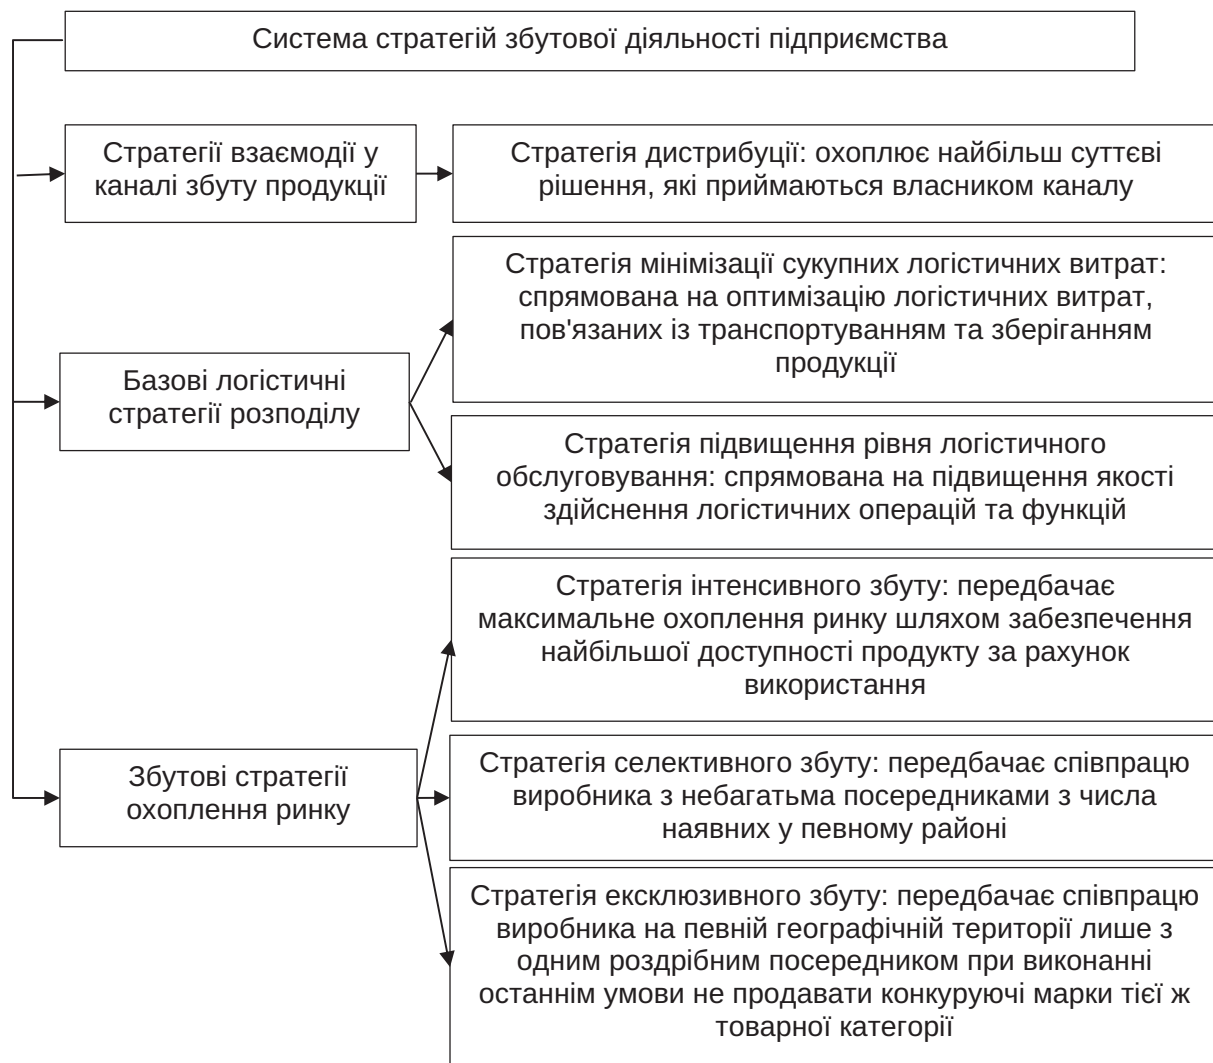 Система стратегій збутової діяльності підприємства
Стратегії взаємодії у
каналі збуту продукції
Стратегія дистрибуції: охоплює найбільш суттєві
рішення, які приймаються власником каналу
Базові логістичні
стратегії розподілу
Стратегія мінімізації сукупних логістичних витрат:
спрямована на оптимізацію логістичних витрат,
пов'язаних із транспортуванням та зберіганням
продукції
Стратегія підвищення рівня логістичного
обслуговування: спрямована на підвищення якості
здійснення логістичних операцій та функцій
Збутові стратегії
охоплення ринку
Стратегія інтенсивного збуту: передбачає
максимальне охоплення ринку шляхом забезпечення
найбільшої доступності продукту за рахунок
використання
Стратегія селективного збуту: передбачає співпрацю
виробника з небагатьма посередниками з числа
наявних у певному районі
Стратегія ексклюзивного збуту: передбачає співпрацю
виробника на певній географічній території лише з
одним роздрібним посередником при виконанні
останнім умови не продавати конкуруючі марки тієї ж
товарної категорії